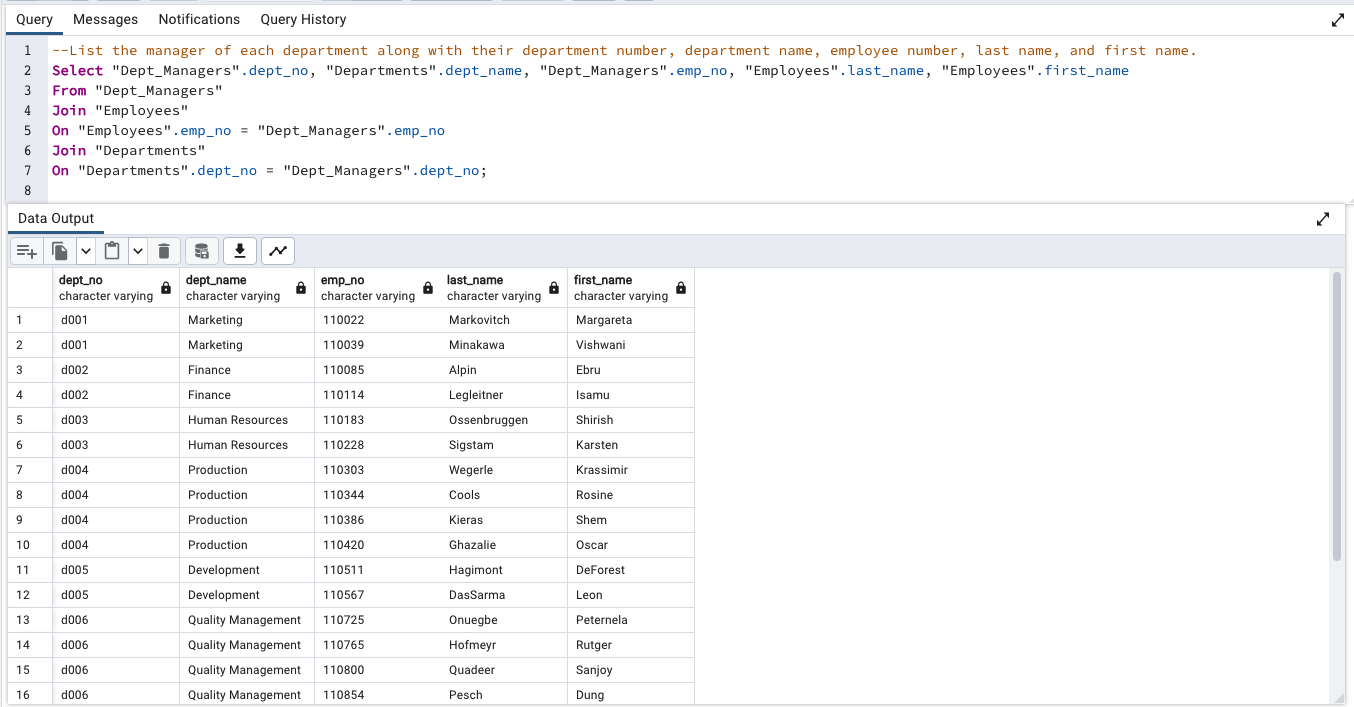 Query Messages Notifications Query History
1 --List the manager of each department along with their department number, department name, employee number, last name, and first name.
2 Select "Dept_Managers".dept_no, "Departments".dept_name, "Dept_Managers".emp_no, "Employees".last_name, "Employees".first_name
3 From "Dept_Managers"
4 Join "Employees"
5 On "Employees".emp_no = "Dept_Managers".emp_no
6 Join "Departments"
7 On "Departments".dept_no = "Dept_Managers".dept_no;
8
Data Output
dept_no dept_name emp_no last_name first_name
character varying character varying character varying character varying character varying
1 d001 Marketing 110022 Markovitch Margareta
2 d001 Marketing 110039 Minakawa Vishwani
3 d002 Finance 110085 Alpin Ebru
4 d002 Finance 110114 Legleitner Isamu
5 d003 Human Resources 110183 Ossenbruggen Shirish
6 d003 Human Resources 110228 Sigstam Karsten
7 d004 Production 110303 Wegerle Krassimir
8 d004 Production 110344 Cools Rosine
9 d004 Production 110386 Kieras Shem
10 d004 Production 110420 Ghazalie Oscar
11 d005 Development 110511 Hagimont DeForest
12 d005 Development 110567 DasSarma Leon
13 d006 Quality Management 110725 Onuegbe Peternela
14 d006 Quality Management 110765 Hofmeyr Rutger
15 d006 Quality Management 110800 Quadeer Sanjoy
16 d006 Quality Management 110854 Pesch Dung